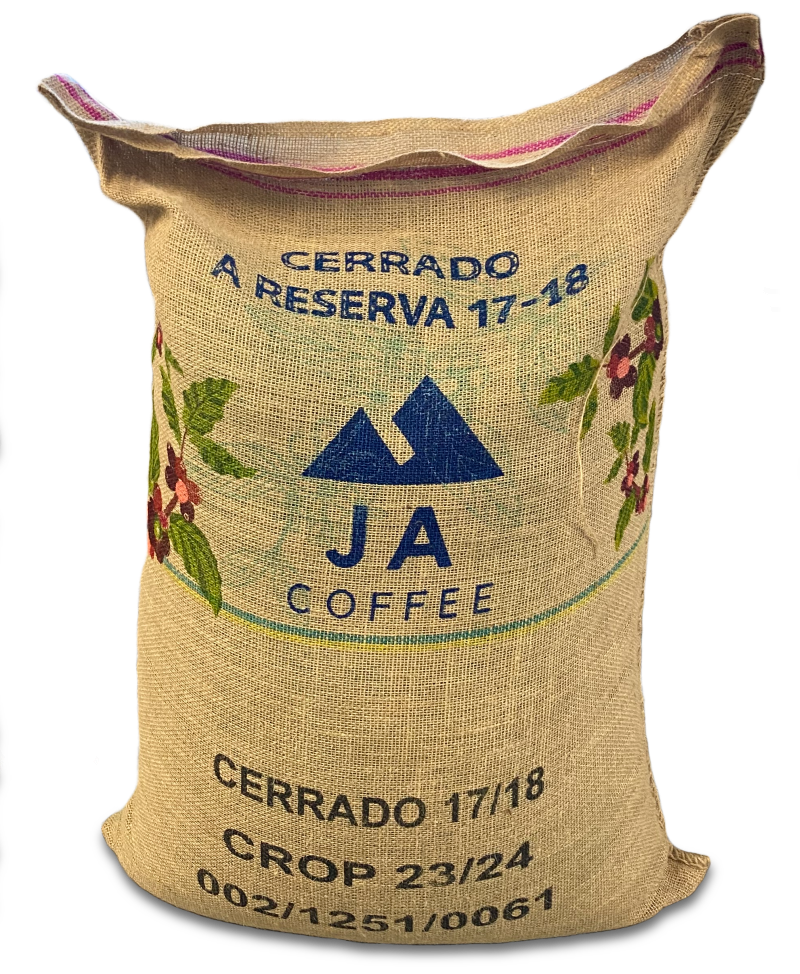 CERRADO
A RESERVA 17-18
JA
COFFEE
CERRADO 17/18
CROP 23/24
002/1251/0061